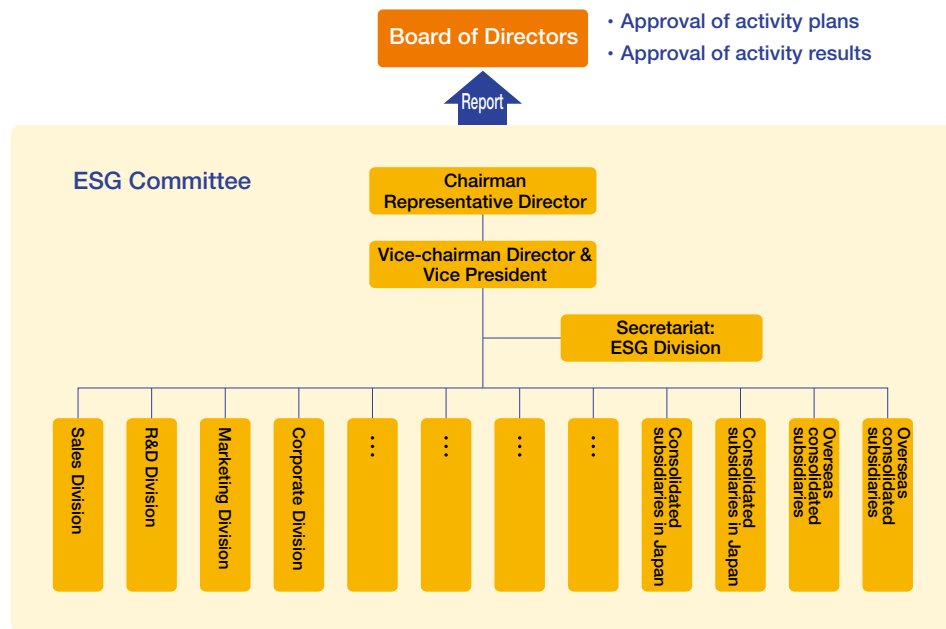 Board of Directors
・Approval of activity plans
・Approval of activity results
Report
ESG Committee
Chairman
Representative Director
Vice-chairman Director &
Vice President
Secretariat:
ESG Division
Sales Division
R&D Division
Marketing Division
Corporate Division
…
…
…
…
Consolidated
subsidiaries in Japan
Consolidated
subsidiaries in Japan
Overseas
consolidated
subsidiaries
Overseas
consolidated
subsidiaries